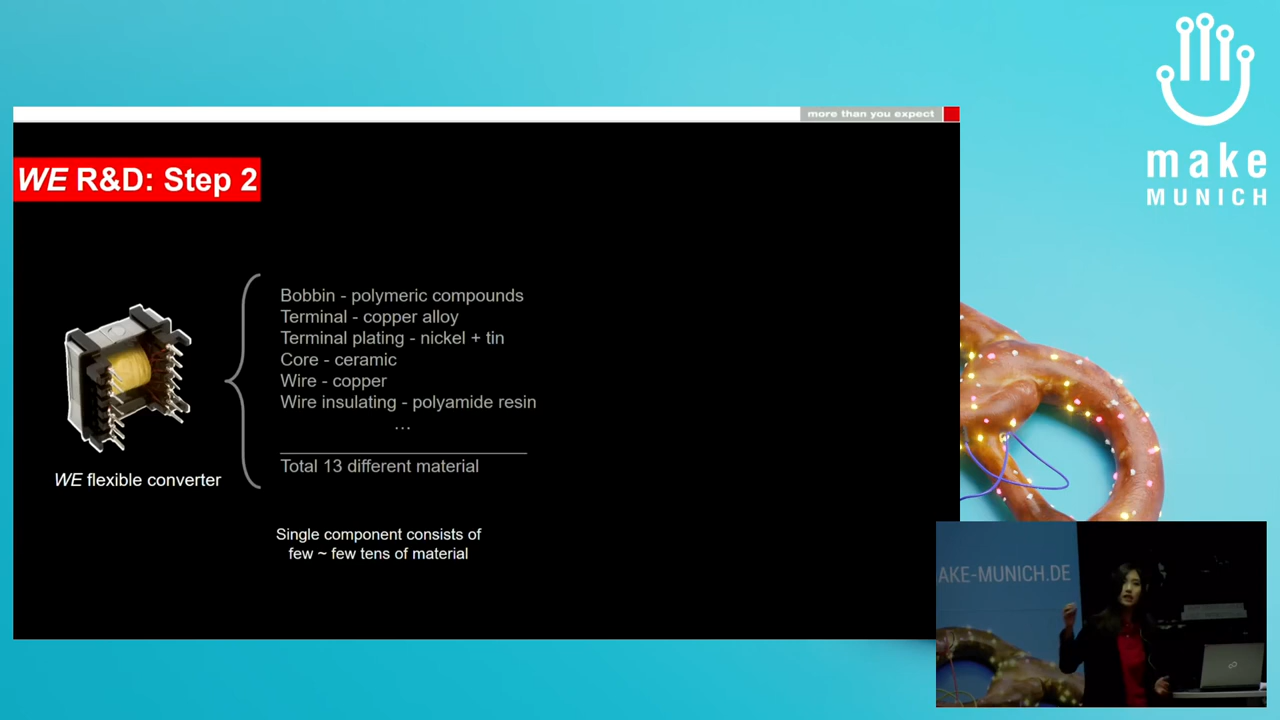 more than you expect
WE R&D: Step 2
Bobbin - polymeric compounds
Terminal - copper alloy
Terminal plating - nickel + tin
Core - ceramic
Wire - copper
Wire insulating - polyamide resin
...
Total 13 different material
WE flexible converter
Single component consists of
few ~ few tens of material
make
MUNICH
AKE-MUNICH.DE